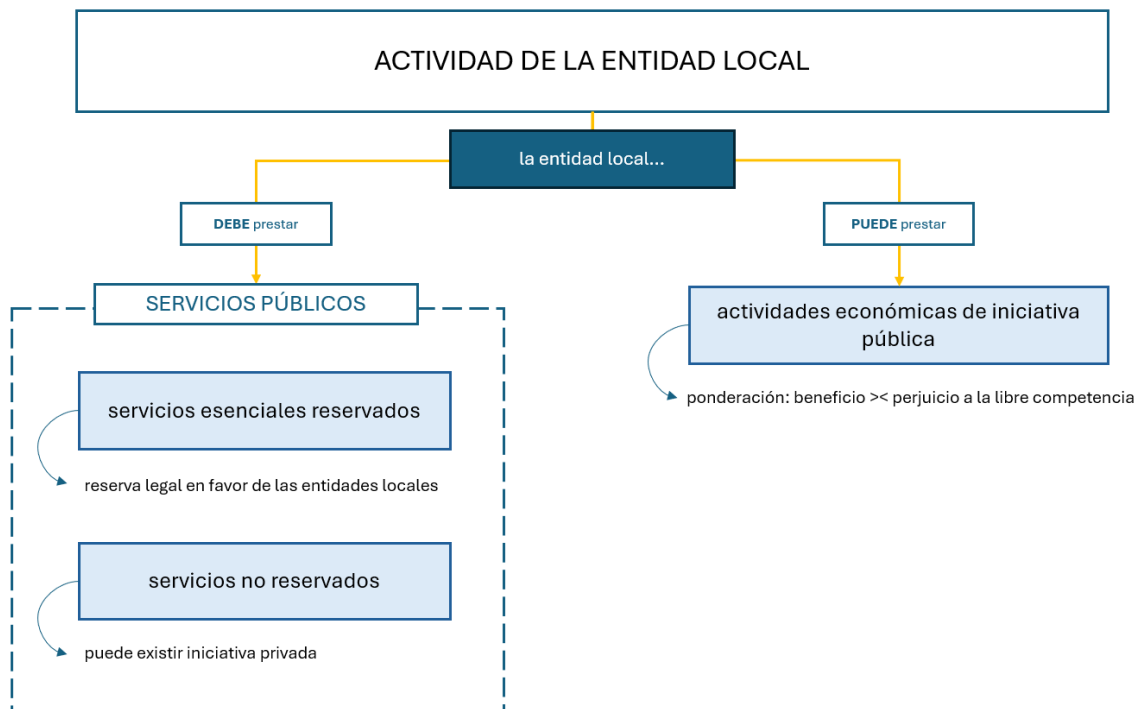 ACTIVIDAD DE LA ENTIDAD LOCAL
la entidad local...
DEBE prestar
PUEDE prestar
SERVICIOS PÚBLICOS
actividades económicas de iniciativa
pública
ponderación: beneficio >< perjuicio a la libre competencia
servicios esenciales reservados
reserva legal en favor de las entidades locales
servicios no reservados
puede existir iniciativa privada